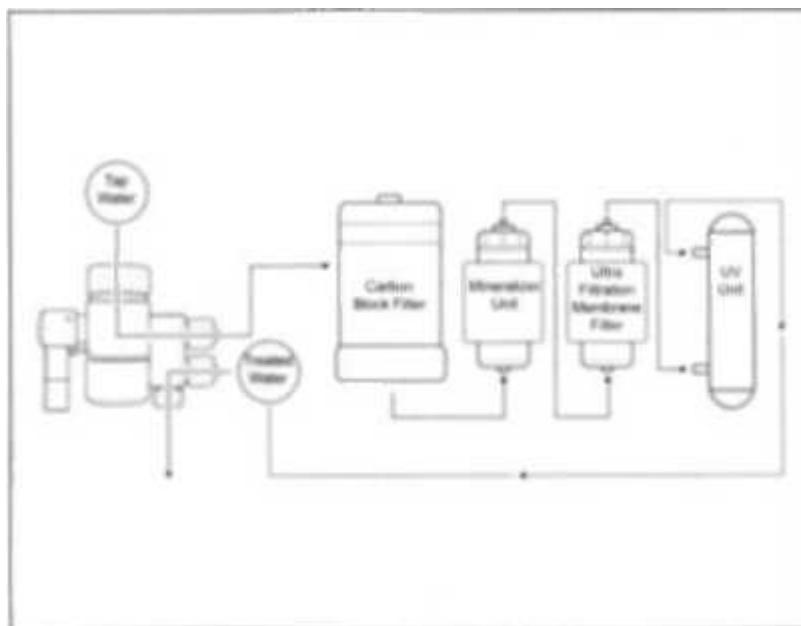 Tap
Water
Carbon
Block Filter
Mineralizer
Unit
Ultra
Filtration
Membrane
Filter
UV
Unit
Treated
Water